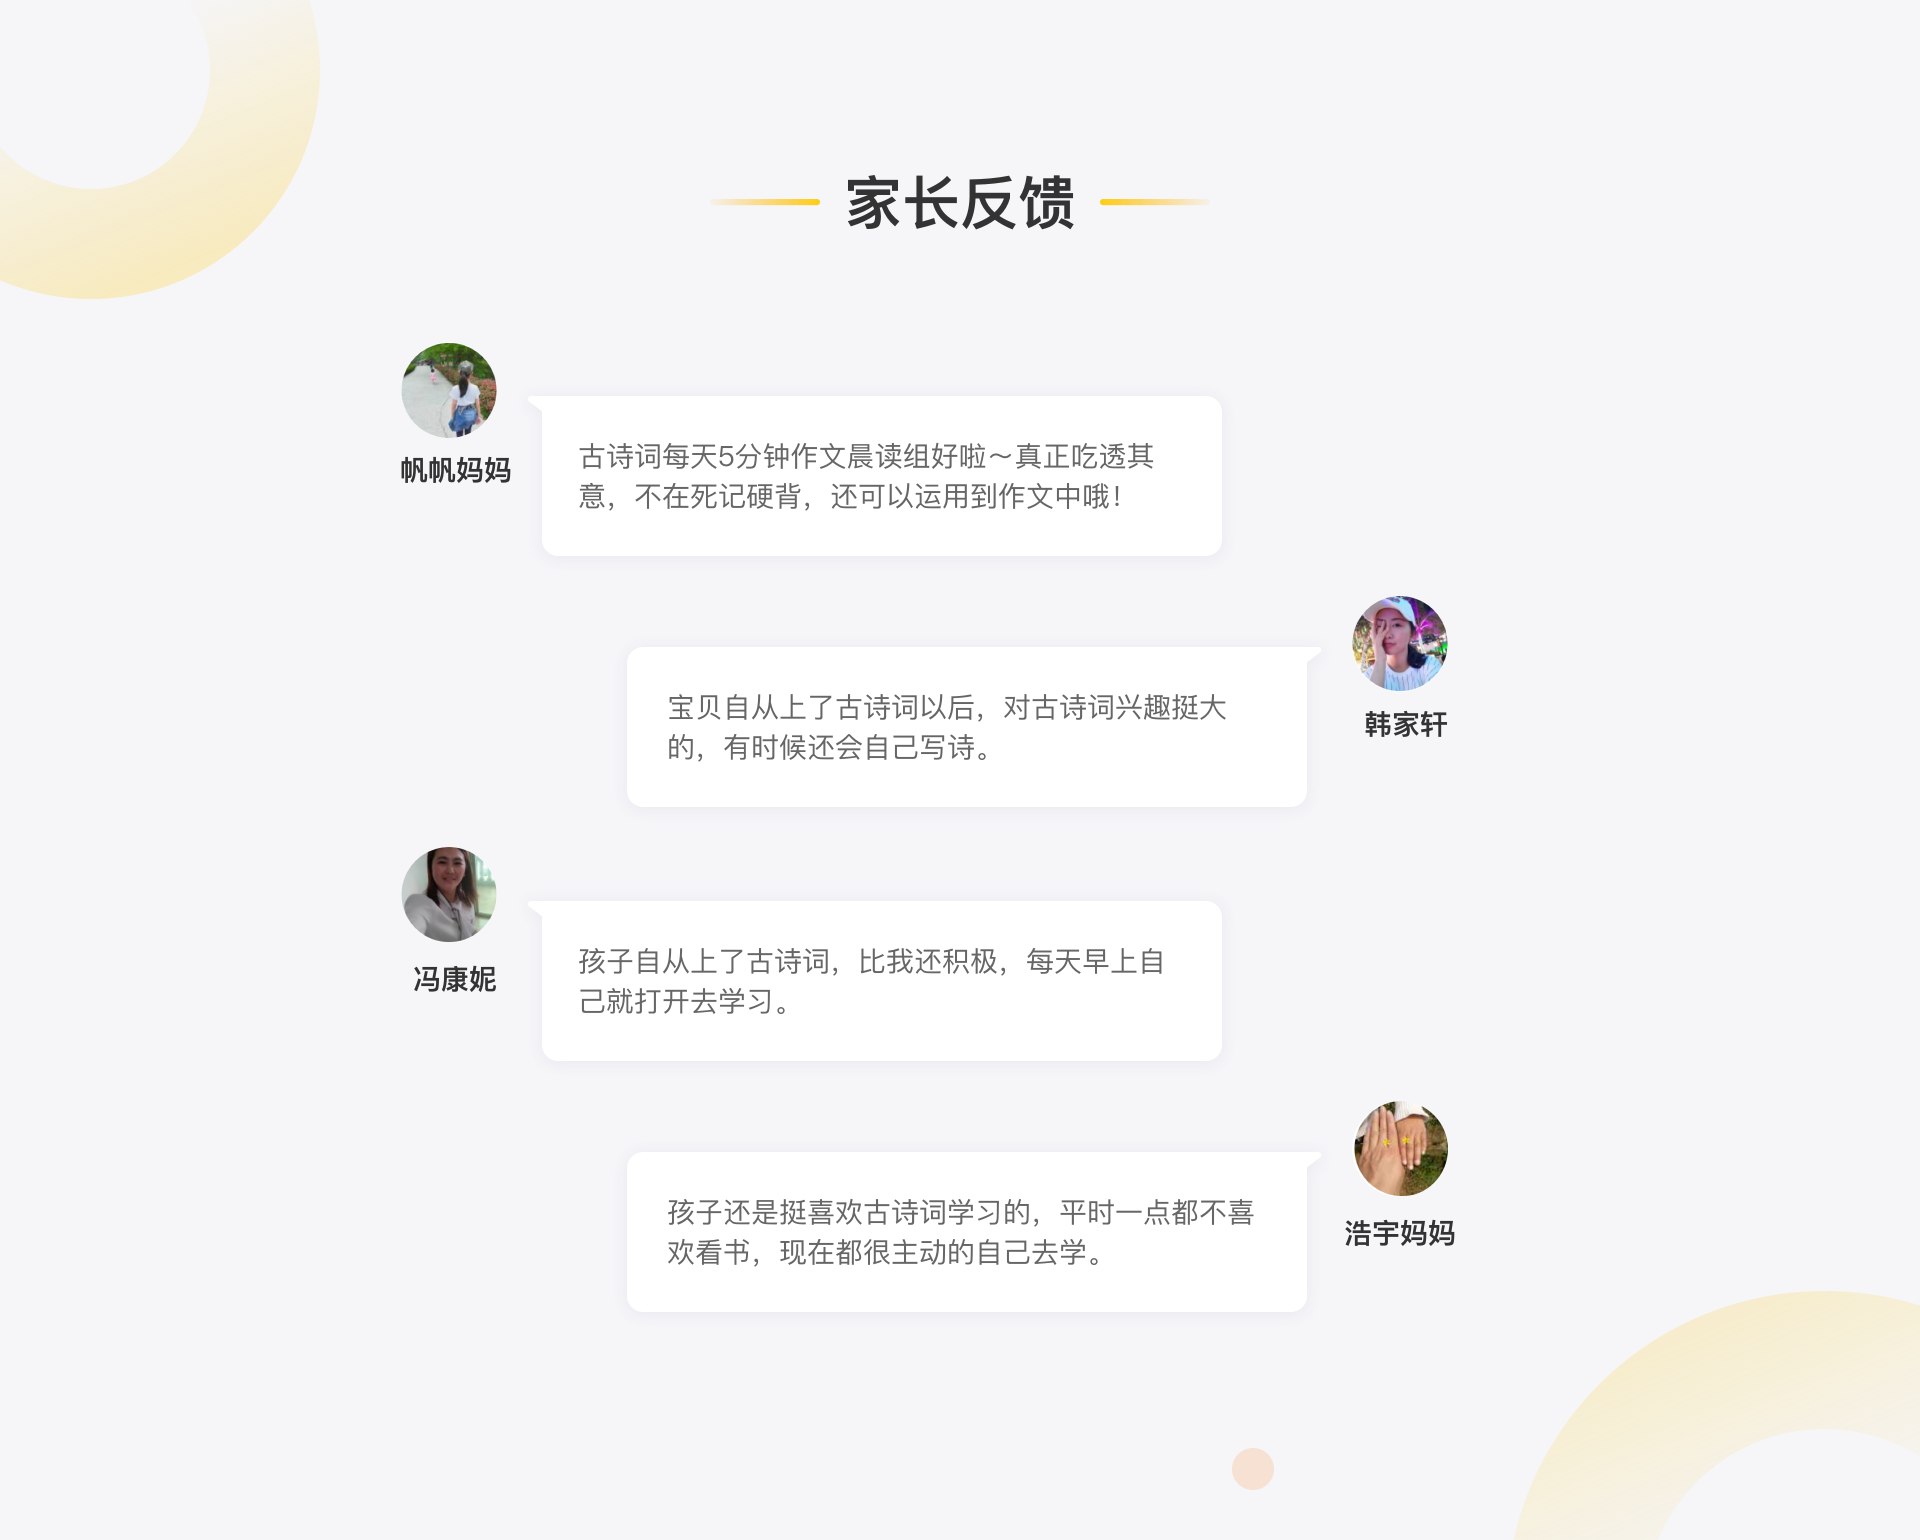 家长反馈
帆帆妈妈
古诗词每天5分钟作文晨读组好啦～真正吃透其
意，不在死记硬背，还可以运用到作文中哦！
宝贝自从上了古诗词以后，对古诗词兴趣挺大
的，有时候还会自己写诗。
韩家轩
冯康妮
孩子自从上了古诗词，比我还积极，每天早上自
己就打开去学习。
孩子还是挺喜欢古诗词学习的，平时一点都不喜
欢看书，现在都很主动的自己去学。
浩宇妈妈